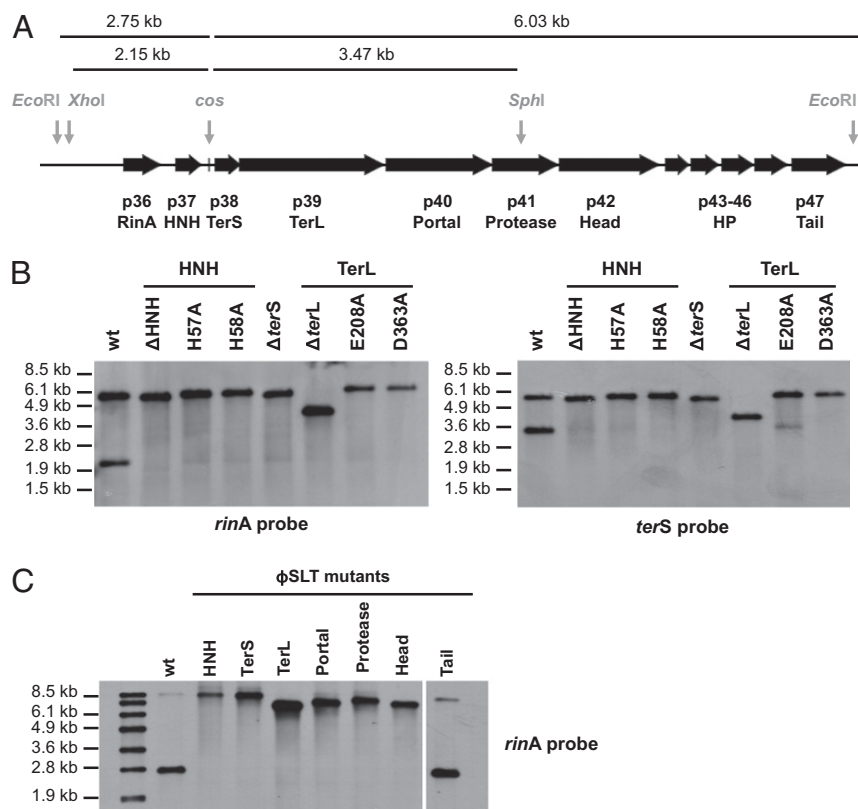 A
2.75 kb 6.03 kb
2.15 kb 3.47 kb
EcoRI XhoI cos SphI EcoRI
p36 p37 p38 p39 p40 p41 p42 p43-46 p47
RinA HNH TerS TerL Portal Protease Head HP Tail
B
HNH TerL HNH TerL
wt ΔHNH H57A H58A ΔterS ΔterL E208A D363A wt ΔHNH H57A H58A ΔterS ΔterL E208A D363A
8.5 kb 8.5 kb
6.1 kb 6.1 kb
4.9 kb 4.9 kb
3.6 kb 3.6 kb
2.8 kb 2.8 kb
1.9 kb 1.9 kb
1.5 kb 1.5 kb
rinA probe terS probe
C
ϕSLT mutants
wt HNH TerS TerL Portal Protease Head Tail
8.5 kb
6.1 kb
4.9 kb
3.6 kb
2.8 kb
1.9 kb
rinA probe